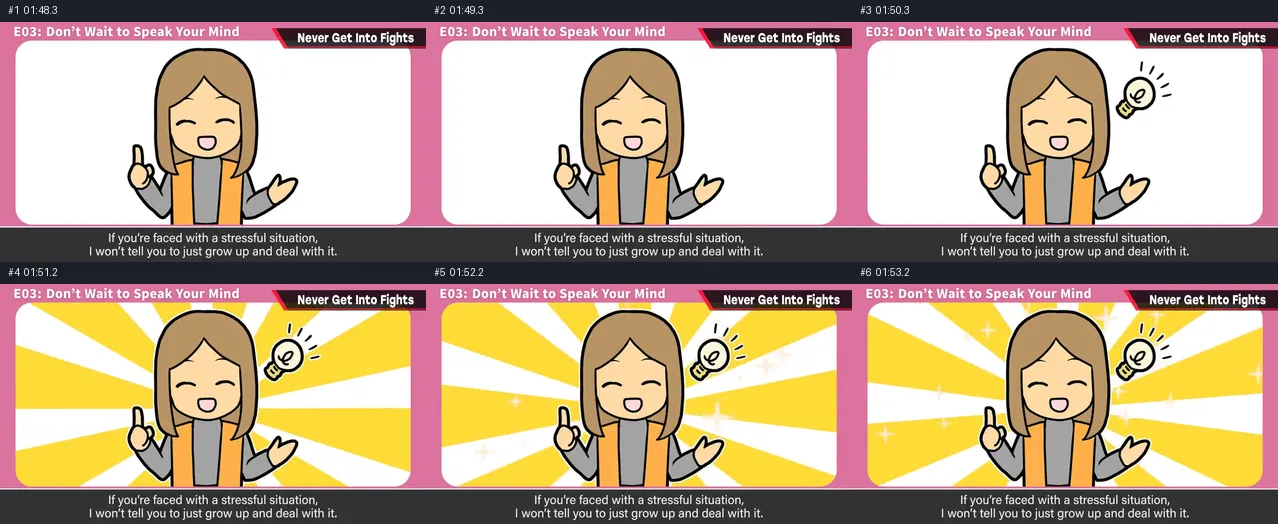 #1 01:48.3
E03: Don't Wait to Speak Your Mind
Never Get Into Fights
If you're faced with a stressful situation,
I won't tell you to just grow up and deal with it.
#2 01:49.3
E03: Don't Wait to Speak Your Mind
Never Get Into Fights
If you're faced with a stressful situation,
I won't tell you to just grow up and deal with it.
#3 01:50.3
E03: Don't Wait to Speak Your Mind
Never Get Into Fights
If you're faced with a stressful situation,
I won't tell you to just grow up and deal with it.
#4 01:51.2
E03: Don't Wait to Speak Your Mind
Never Get Into Fights
If you're faced with a stressful situation,
I won't tell you to just grow up and deal with it.
#5 01:52.2
E03: Don't Wait to Speak Your Mind
Never Get Into Fights
If you're faced with a stressful situation,
I won't tell you to just grow up and deal with it.
#6 01:53.2
E03: Don't Wait to Speak Your Mind
Never Get Into Fights
If you're faced with a stressful situation,
I won't tell you to just grow up and deal with it.